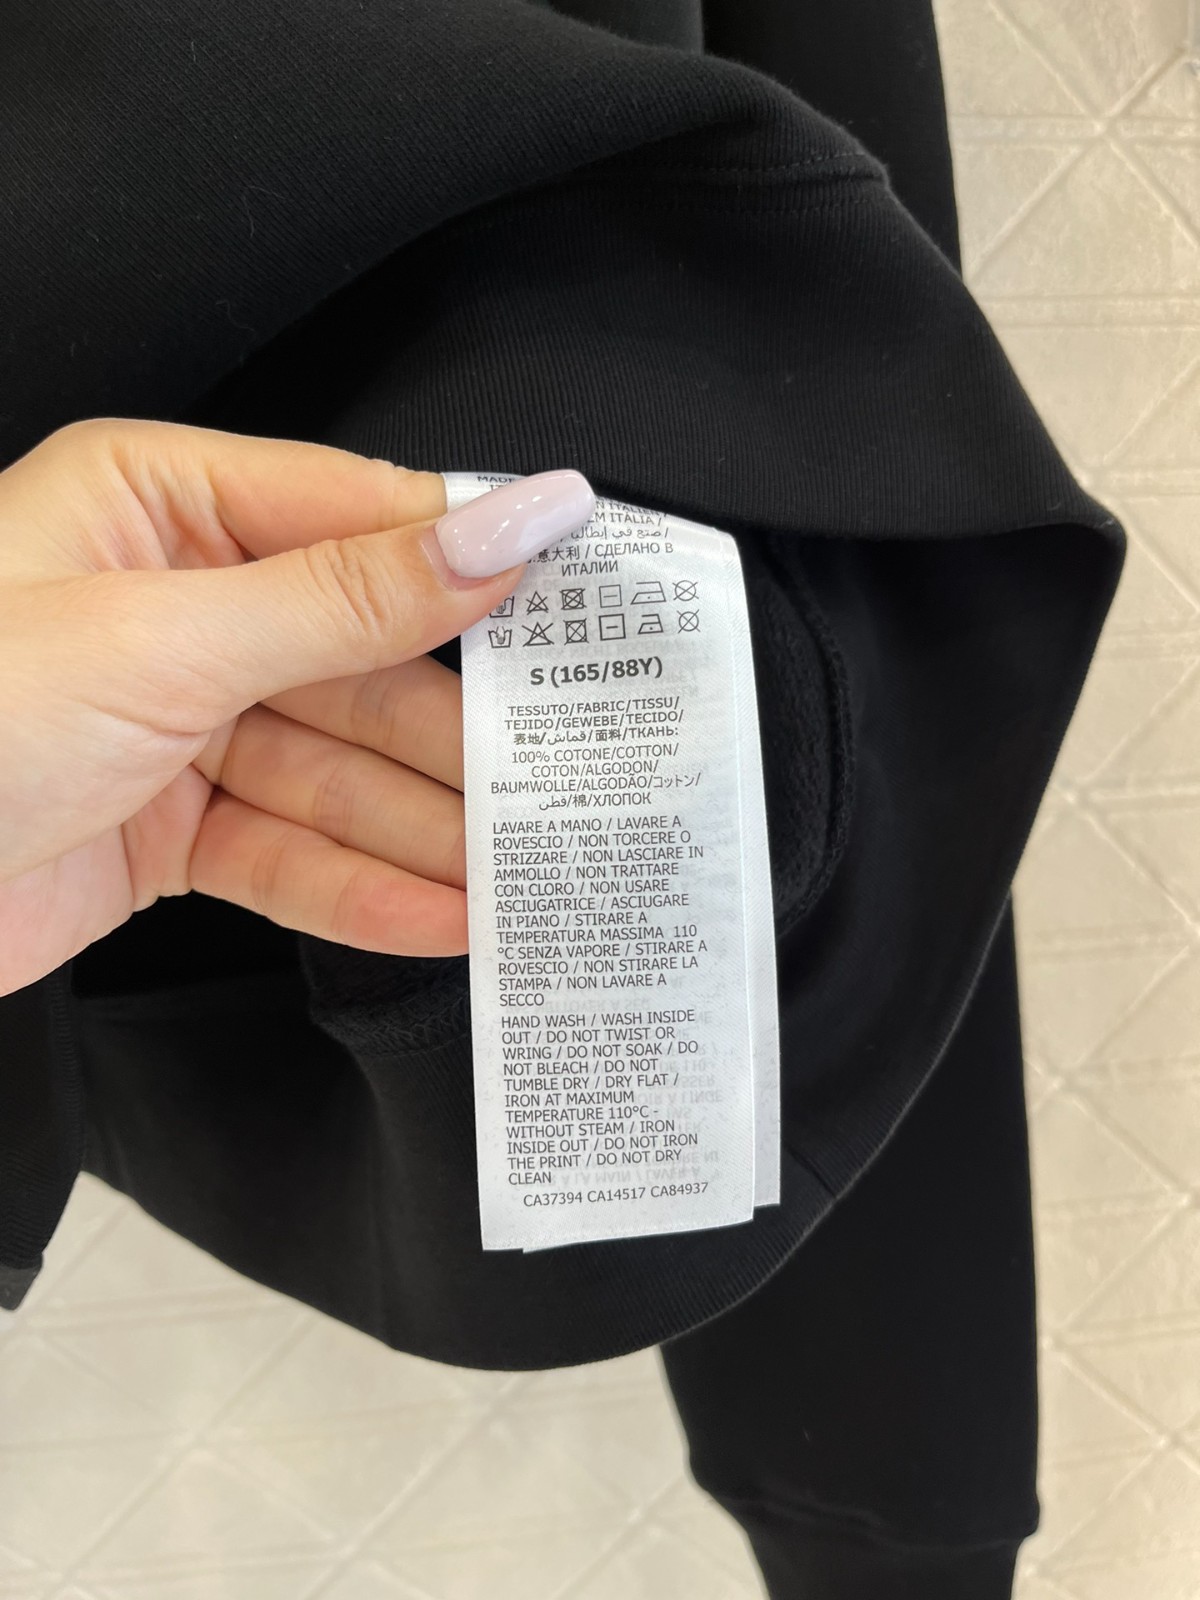 MADE
EM ITALIA /
صنع في إيطاليا /
意大利 / СДЕЛАНО В
ИТАЛИИ
S (165/88Y)
TESSUTO/FABRIC/TISSU/
TEJIDO/GEWEBE/TECIDO/
表地/قماش/面料/ТКАНЬ:
100% COTONE/COTTON/
COTON/ALGODON/
BAUMWOLLE/ALGODÃO/コットン/
قطن/棉/ХЛОПОК
LAVARE A MANO / LAVARE A
ROVESCIO / NON TORCERE O
STRIZZARE / NON LASCIARE IN
AMMOLLO / NON TRATTARE
CON CLORO / NON USARE
ASCIUGATRICE / ASCIUGARE
IN PIANO / STIRARE A
TEMPERATURA MASSIMA 110
°C SENZA VAPORE / STIRARE A
ROVESCIO / NON STIRARE LA
STAMPA / NON LAVARE A
SECCO
HAND WASH / WASH INSIDE
OUT / DO NOT TWIST OR
WRING / DO NOT SOAK / DO
NOT BLEACH / DO NOT
TUMBLE DRY / DRY FLAT /
IRON AT MAXIMUM
TEMPERATURE 110°C -
WITHOUT STEAM / IRON
INSIDE OUT / DO NOT IRON
THE PRINT / DO NOT DRY
CLEAN
CA37394 CA14517 CA84937